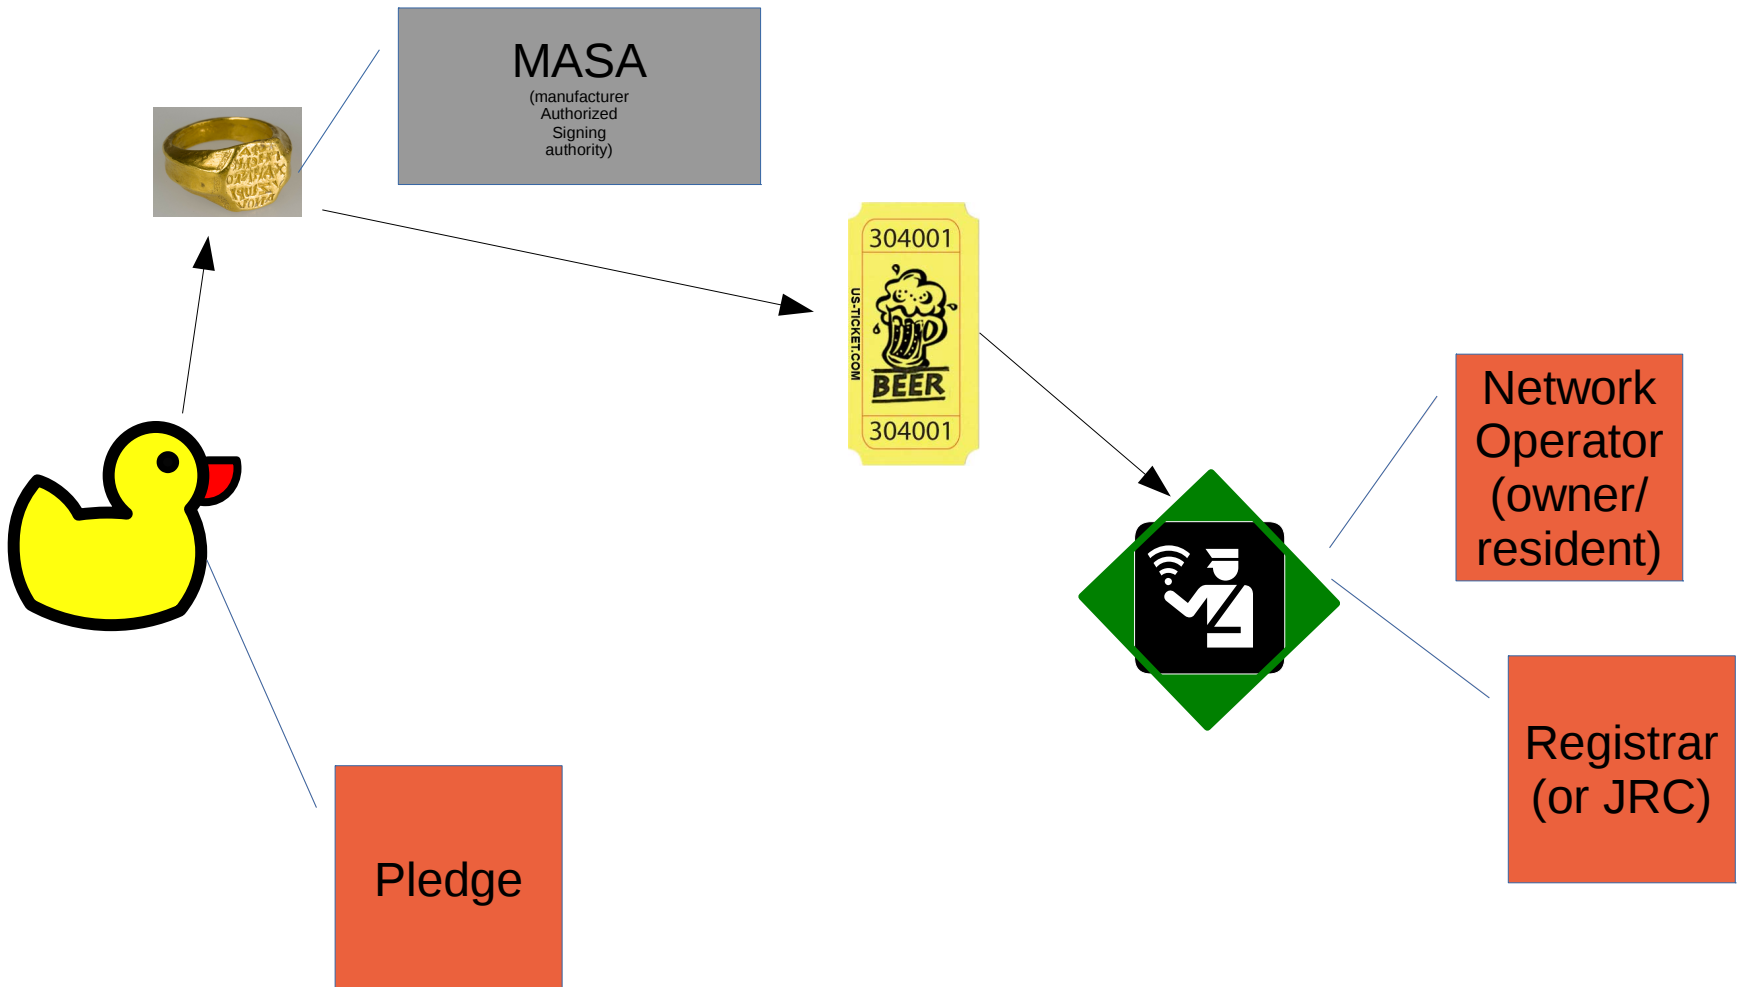 MASA
(manufacturer
Authorized
Signing
authority)
304001
US-TICKET.COM
BEER
304001
Network
Operator
(owner/
resident)
Registrar
(or JRC)
Pledge